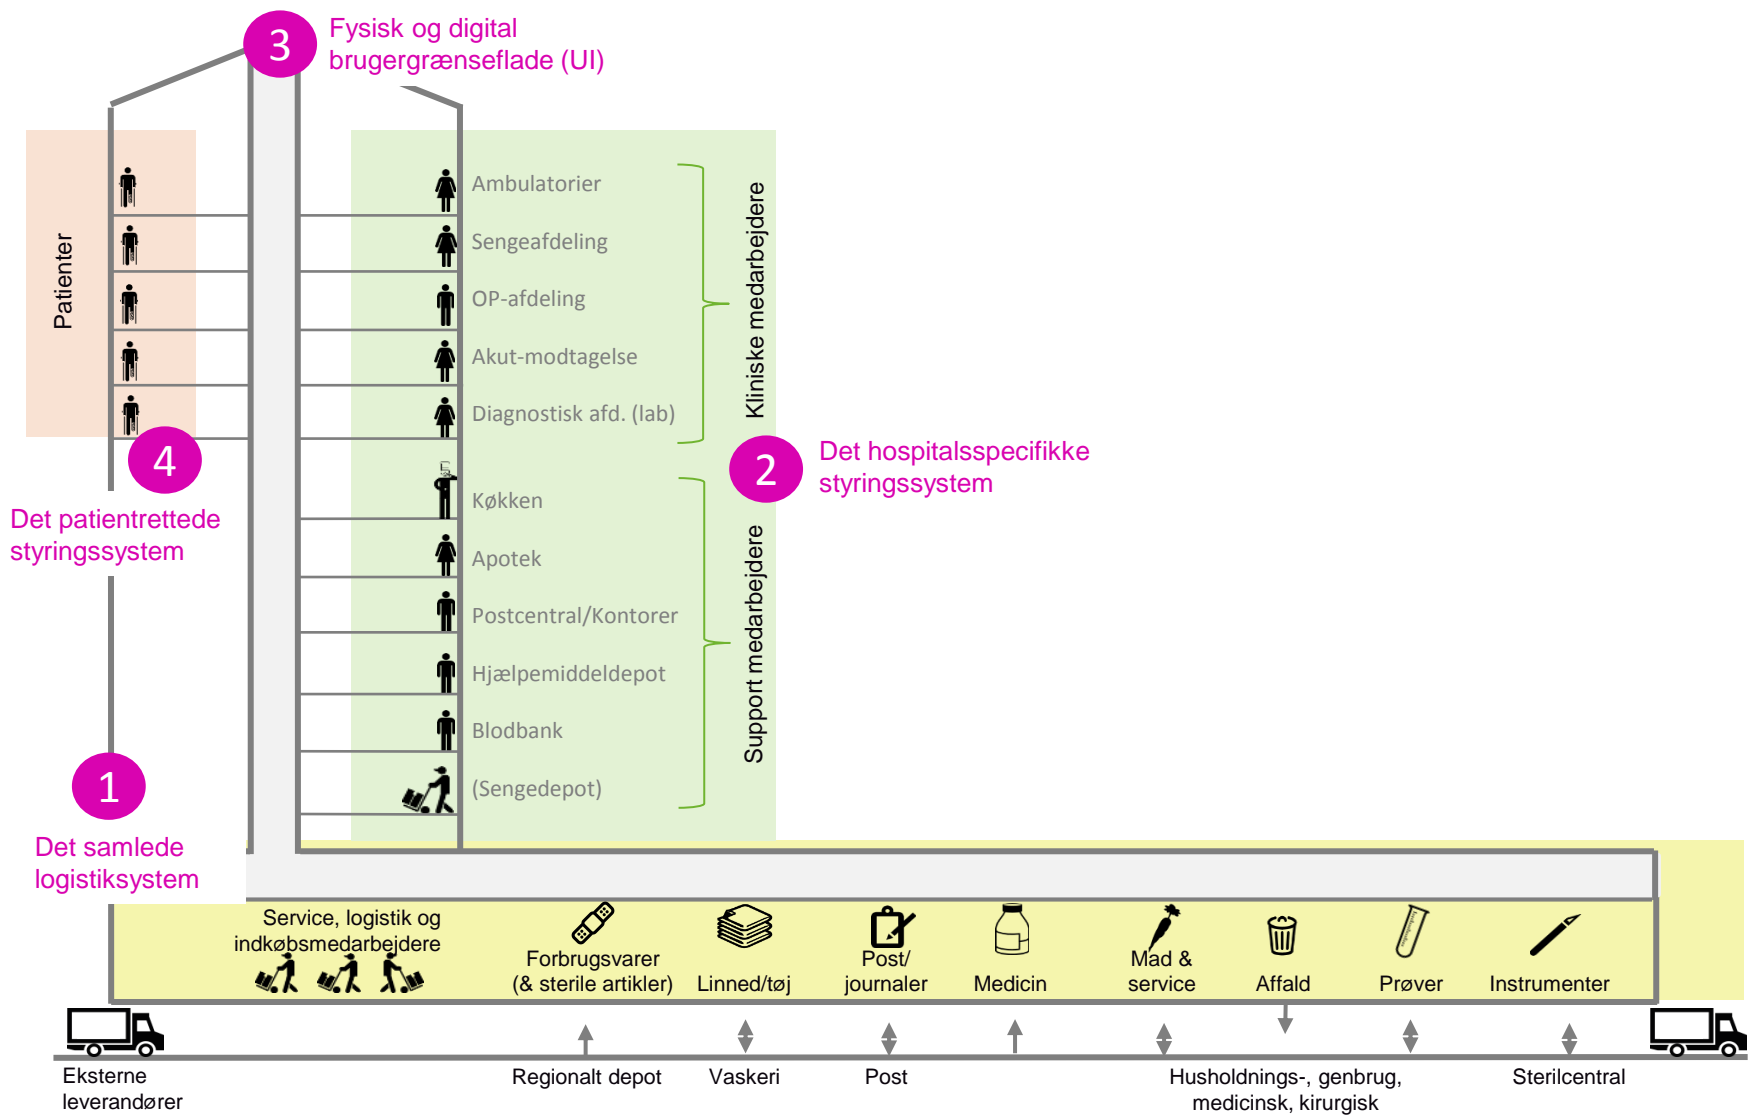 3
Fysisk og digital
brugergrænseflade (UI)
Patienter
Ambulatorier
Sengeafdeling
OP-afdeling
Akut-modtagelse
Diagnostisk afd. (lab)
Kliniske medarbejdere
4
Det patientrettede
styringssystem
2
Det hospitalsspecifikke
styringssystem
Køkken
Apotek
Postcentral/Kontorer
Hjælpemiddeldepot
Blodbank
(Sengedepot)
Support medarbejdere
1
Det samlede
logistiksystem
Service, logistik og
indkøbsmedarbejdere
Forbrugsvarer
(& sterile artikler)
Linned/tøj
Post/
journaler
Medicin
Mad &
service
Affald
Prøver
Instrumenter
Eksterne
leverandører
Regionalt depot
Vaskeri
Post
Husholdnings-, genbrug,
medicinsk, kirurgisk
Sterilcentral